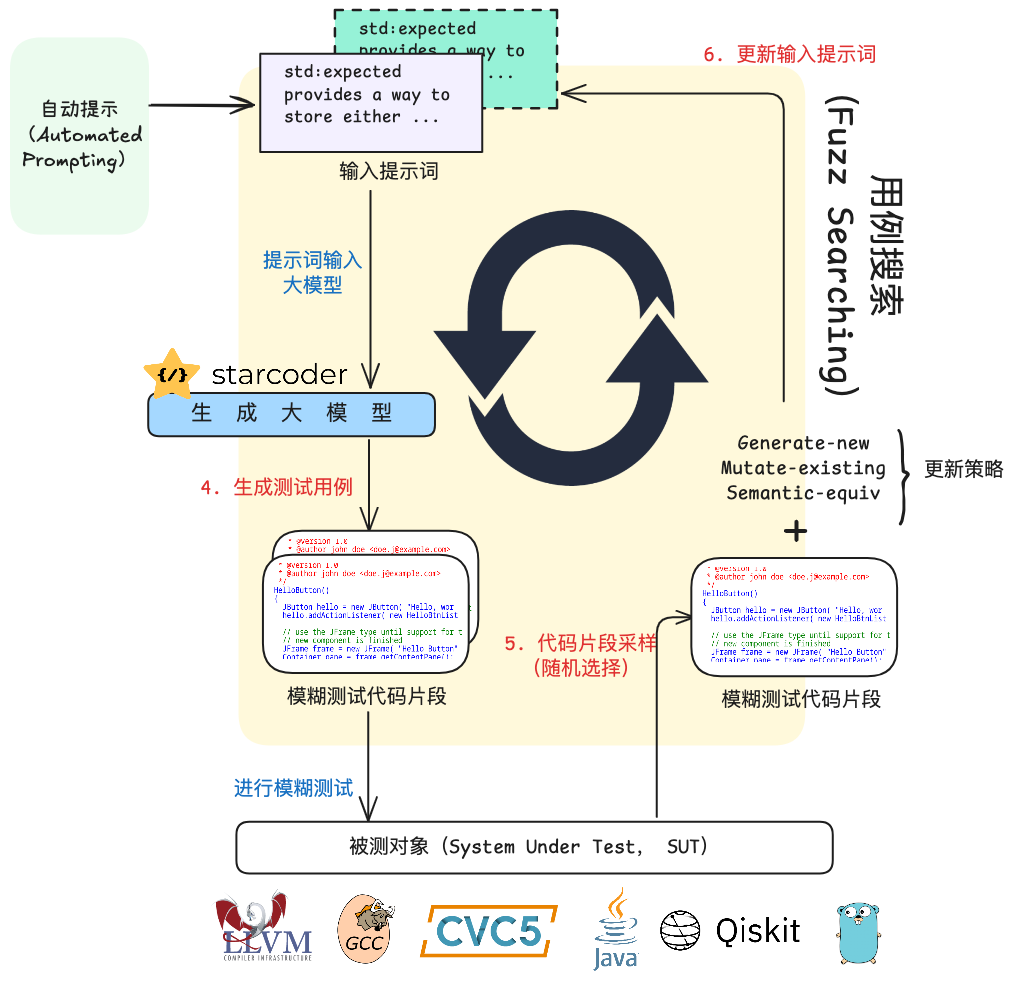 std:expected
provides a way to
...
std:expected
provides a way to
store either ...
6. 更新输入提示词
自动提示
（Automated
Prompting）
输入提示词
用例搜索
(Fuzz Searching)
提示词输入
大模型
{/} starcoder
生成大模型
Generate-new
Mutate-existing
Semantic-equiv
更新策略
+
4. 生成测试用例
* @version 1.0
* @author john doe <doe.j@example.com>
* @version 1.0
* @author john doe <doe.j@example.com>
*/
HelloButton()
{
JButton hello = new JButton( "Hello, wor
hello.addActionListener( new HelloBtnList
// use the JFrame type until support for t
// new component is finished
JFrame frame = new JFrame( "Hello Button"
Container pane = frame.getContentPane();
模糊测试代码片段
5. 代码片段采样
(随机选择)
* @version 1.0
* @author john doe <doe.j@example.com>
*/
HelloButton()
{
JButton hello = new JButton( "Hello, wor
hello.addActionListener( new HelloBtnList
// use the JFrame type until support for t
// new component is finished
JFrame frame = new JFrame( "Hello Button"
Container pane = frame.getContentPane();
模糊测试代码片段
进行模糊测试
被测对象（System Under Test， SUT）
LLVM
COMPILER INFRASTRUCTURE
GCC
CVC5
Java
Qiskit